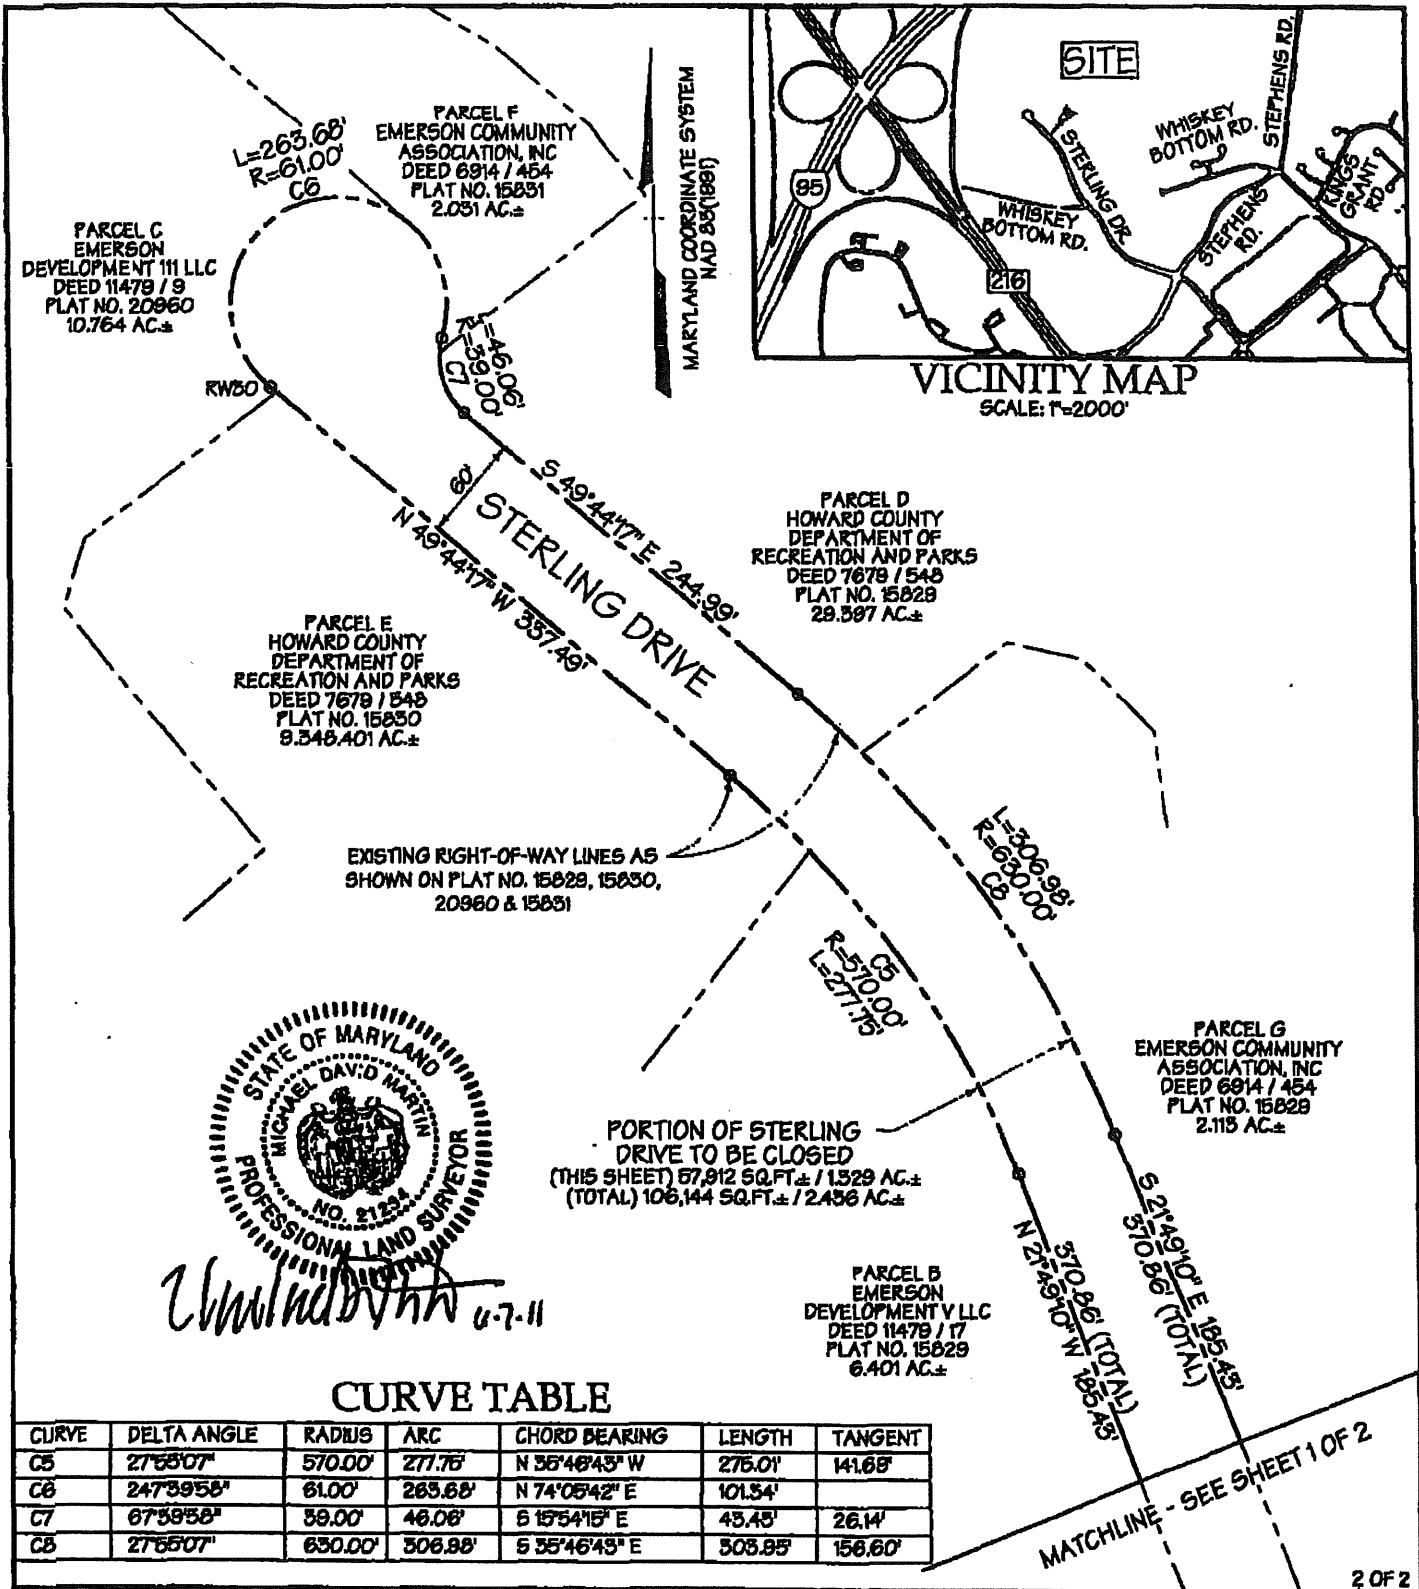 SITE
STEPHENS RD.
WHISKEY
BOTTOM RD.
STERLING DR.
KINGS
GRANT
RD
95
WHISKEY
BOTTOM RD.
STEPHENS
RD.
216
VICINITY MAP
SCALE: 1"=2000'
MARYLAND COORDINATE SYSTEM
NAD 83(1991)
PARCEL F
EMERSON COMMUNITY
ASSOCIATION, INC
DEED 6914 / 454
PLAT NO. 15831
2.031 AC.±
L=263.68'
R=61.00'
C6
PARCEL C
EMERSON
DEVELOPMENT 111 LLC
DEED 11479 / 9
PLAT NO. 20960
10.764 AC.±
L=46.06'
R=39.00'
C7
RW30
60'
S 49°44'17" E 244.99'
STERLING DRIVE
N 49°44'17" W 337.49'
PARCEL D
HOWARD COUNTY
DEPARTMENT OF
RECREATION AND PARKS
DEED 7679 / 548
PLAT NO. 15829
29.397 AC.±
PARCEL E
HOWARD COUNTY
DEPARTMENT OF
RECREATION AND PARKS
DEED 7679 / 548
PLAT NO. 15830
9.348.401 AC.±
EXISTING RIGHT-OF-WAY LINES AS
SHOWN ON PLAT NO. 15829, 15830,
20960 & 15831
L=306.98'
R=630.00'
C8
C5
R=570.00'
L=277.75'
STATE OF MARYLAND
MICHAEL DAVID MARTIN
NO. 21234
PROFESSIONAL LAND SURVEYOR
4-7-11
PARCEL G
EMERSON COMMUNITY
ASSOCIATION, INC
DEED 6914 / 454
PLAT NO. 15829
2.113 AC.±
PORTION OF STERLING
DRIVE TO BE CLOSED
(THIS SHEET) 57,912 SQ.FT.± / 1.329 AC.±
(TOTAL) 106,144 SQ.FT.± / 2.436 AC.±
S 21°49'10" E 185.43'
370.86' (TOTAL)
370.86' (TOTAL)
N 21°49'10" W 185.43'
PARCEL B
EMERSON
DEVELOPMENT V LLC
DEED 11479 / 17
PLAT NO. 15829
6.401 AC.±
CURVE TABLE
CURVE DELTA ANGLE RADIUS ARC CHORD BEARING LENGTH TANGENT
C5 27°55'07" 570.00' 277.75' N 35°46'43" W 275.01' 141.68'
C6 247°39'58" 61.00' 263.68' N 74°05'42" E 101.34'
C7 67°39'58" 39.00' 46.06' S 15°54'15" E 43.43' 26.14'
C8 27°55'07" 630.00' 306.98' S 35°46'43" E 303.95' 156.60'
MATCHLINE - SEE SHEET 1 OF 2
2 OF 2